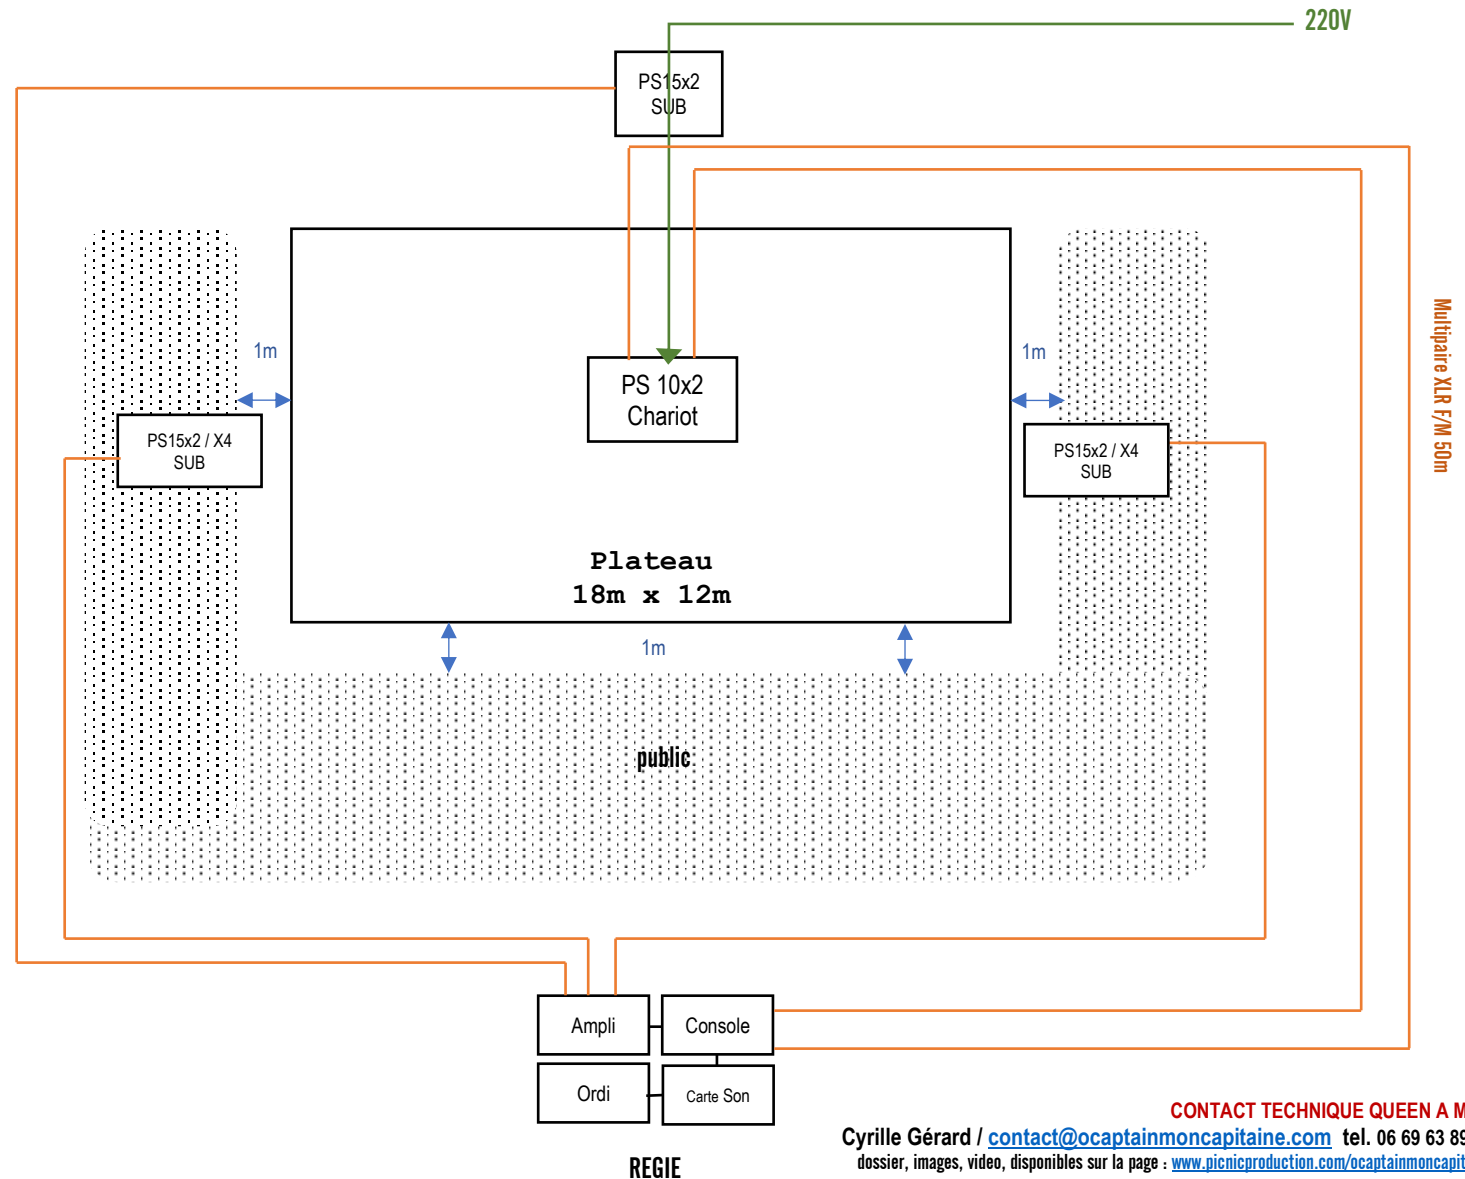 220V
PS15x2
SUB
1m
1m
PS 10x2
Chariot
PS15x2 / X4
SUB
PS15x2 / X4
SUB
Multipaire XLR F/M 50m
Plateau
18m x 12m
1m
public
Ampli
Console
Ordi
Carte Son
REGIE
CONTACT TECHNIQUE QUEEN A M
Cyrille Gérard / contact@ocaptainmoncapitaine.com tel. 06 69 63 89
dossier, images, video, disponibles sur la page : www.picnicproduction.com/ocaptainmoncapit